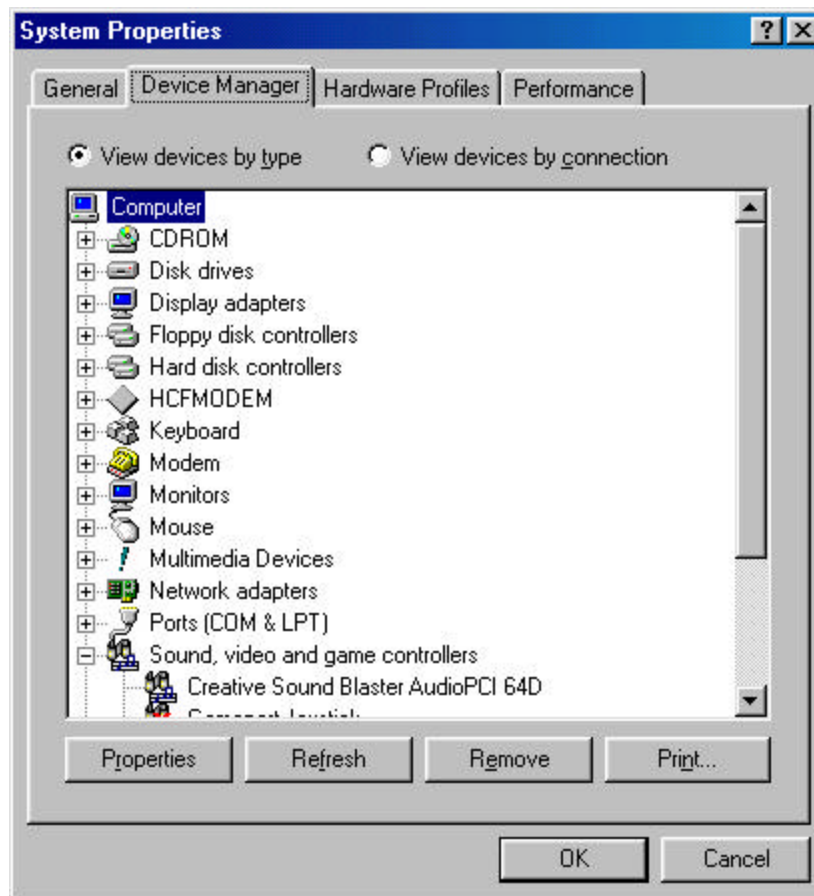 System Properties
General Device Manager Hardware Profiles Performance
View devices by type View devices by connection
Computer
CDROM
Disk drives
Display adapters
Floppy disk controllers
Hard disk controllers
HCFMODEM
Keyboard
Modem
Monitors
Mouse
Multimedia Devices
Network adapters
Ports (COM & LPT)
Sound, video and game controllers
Creative Sound Blaster AudioPCI 64D
Gameport Joystick
Properties Refresh Remove Print...
OK Cancel